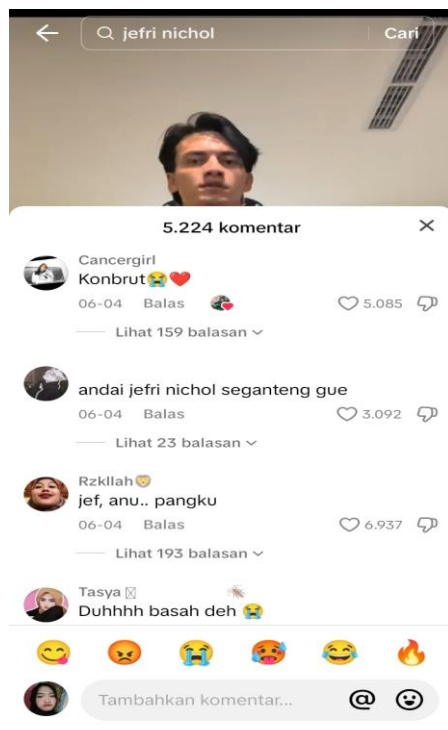 jefri nichol
Cari
5.224 komentar
Cancergirl
Konbrut😭❤️
06-04 Balas 5.085
Lihat 159 balasan
andai jefri nichol seganteng gue
06-04 Balas 3.092
Lihat 23 balasan
Rzkllah🦁
jef, anu.. pangku
06-04 Balas 6.937
Lihat 193 balasan
Tasya
Duhhhh basah deh 😭
Tambahkan komentar...
@